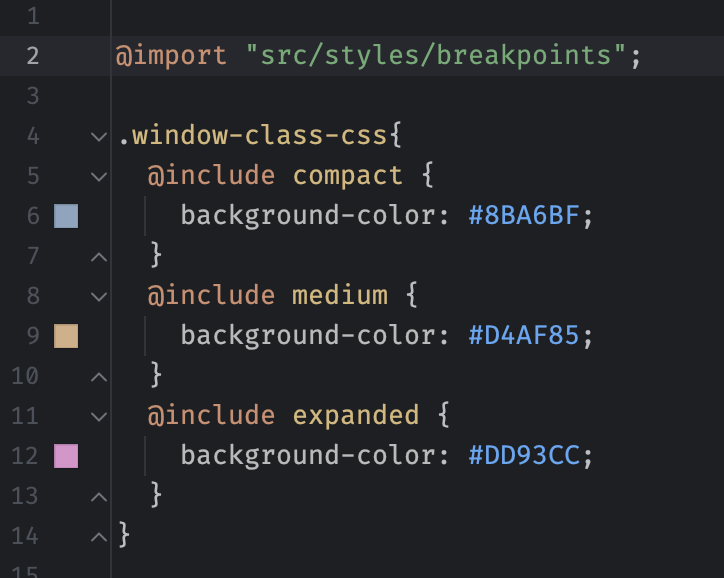 1
2 @import "src/styles/breakpoints";
3
4 .window-class-css{
5 @include compact {
6 background-color: #8BA6BF;
7 }
8 @include medium {
9 background-color: #D4AF85;
10 }
11 @include expanded {
12 background-color: #DD93CC;
13 }
14 }
15